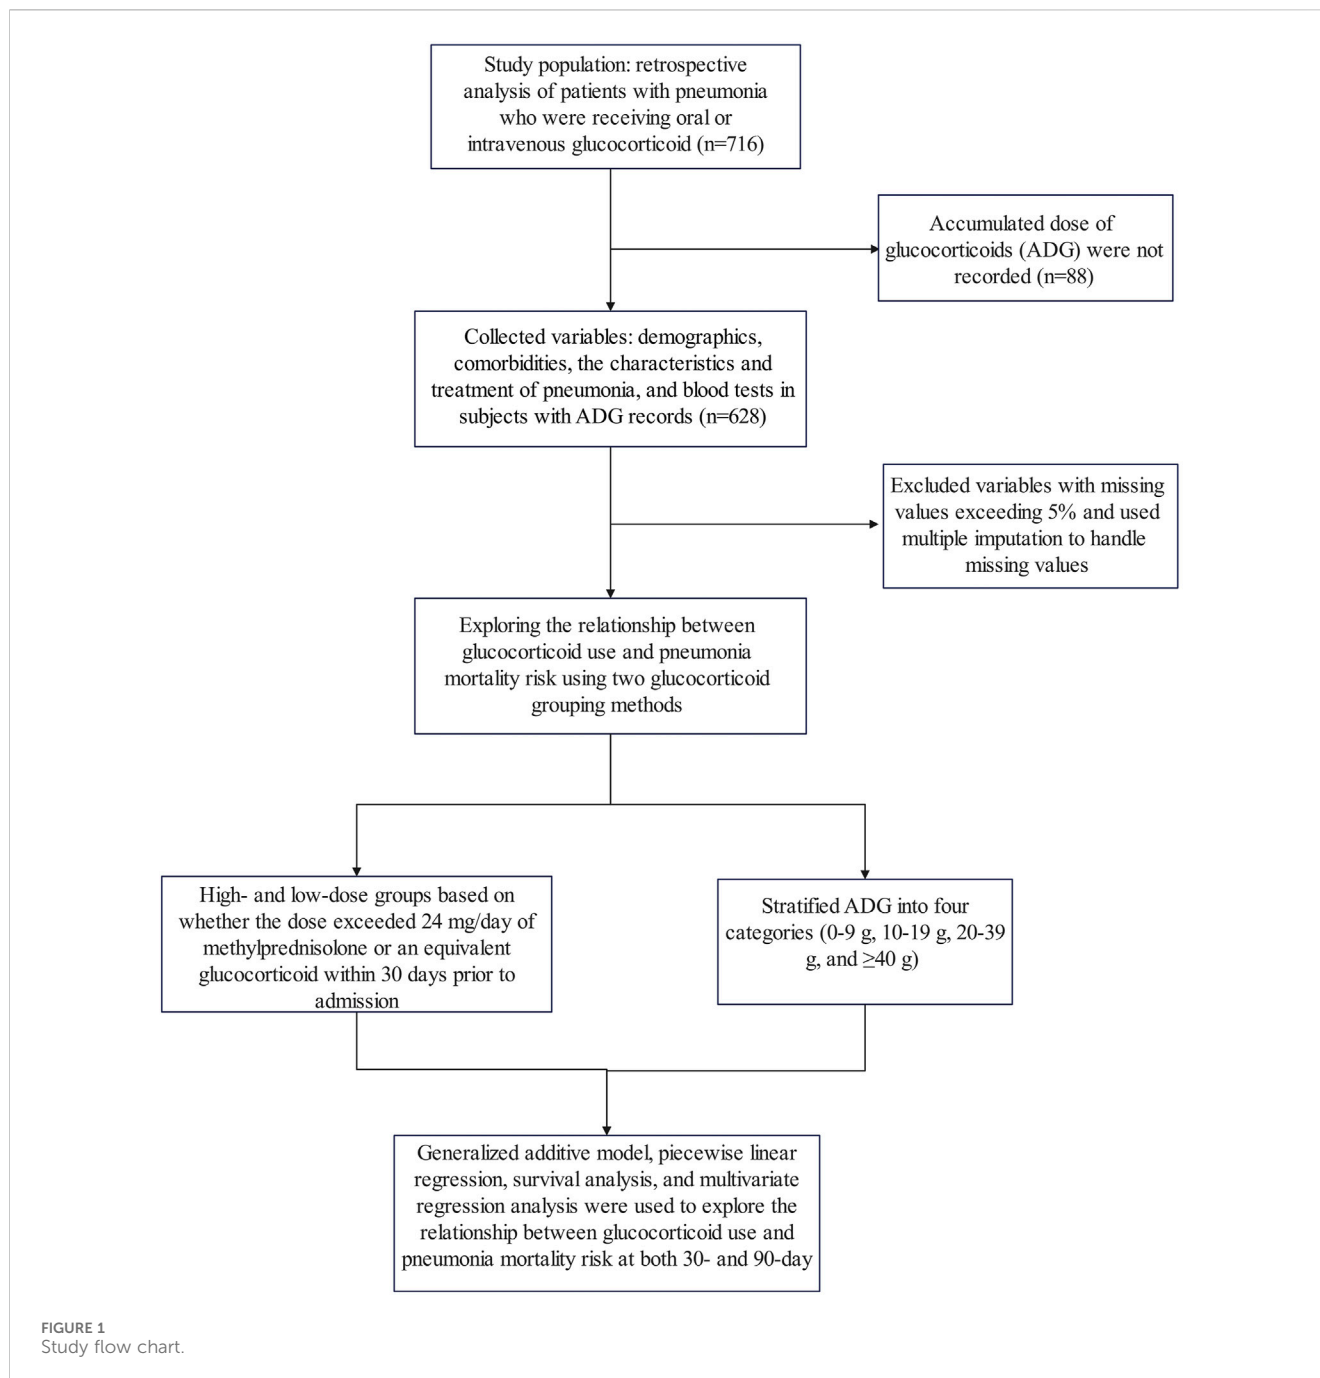 Study population: retrospective
analysis of patients with pneumonia
who were receiving oral or
intravenous glucocorticoid (n=716)
Accumulated dose of
glucocorticoids (ADG) were not
recorded (n=88)
Collected variables: demographics,
comorbidities, the characteristics and
treatment of pneumonia, and blood tests in
subjects with ADG records (n=628)
Excluded variables with missing
values exceeding 5% and used
multiple imputation to handle
missing values
Exploring the relationship between
glucocorticoid use and pneumonia
mortality risk using two glucocorticoid
grouping methods
High- and low-dose groups based on
whether the dose exceeded 24 mg/day of
methylprednisolone or an equivalent
glucocorticoid within 30 days prior to
admission
Stratified ADG into four
categories (0-9 g, 10-19 g, 20-39
g, and ≥40 g)
Generalized additive model, piecewise linear
regression, survival analysis, and multivariate
regression analysis were used to explore the
relationship between glucocorticoid use and
pneumonia mortality risk at both 30- and 90-day
FIGURE 1
Study flow chart.